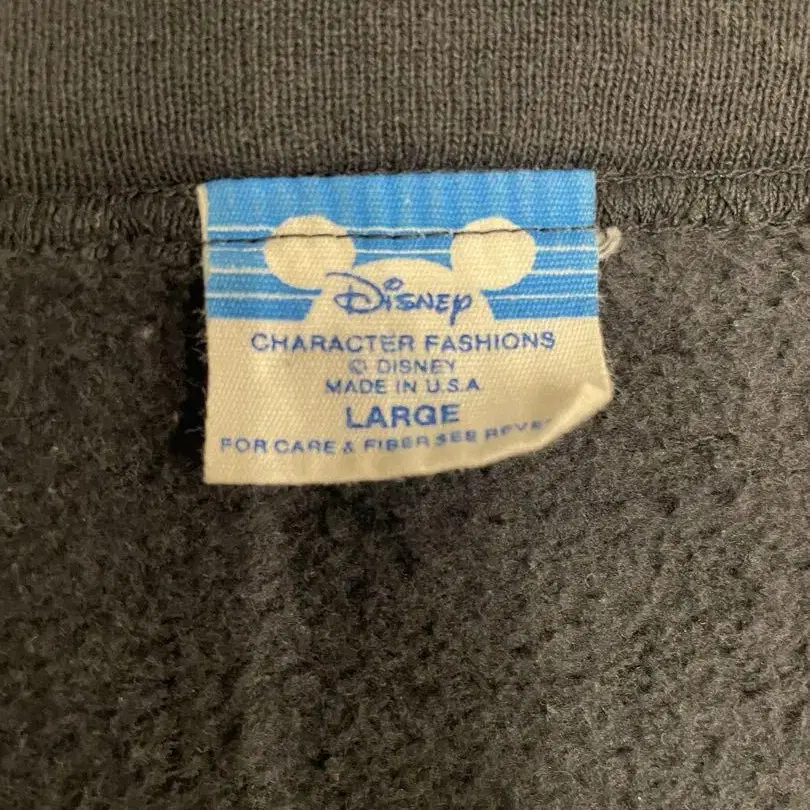 Disney
CHARACTER FASHIONS
© DISNEY
MADE IN U.S.A
LARGE
FOR CARE & FIBER SEE